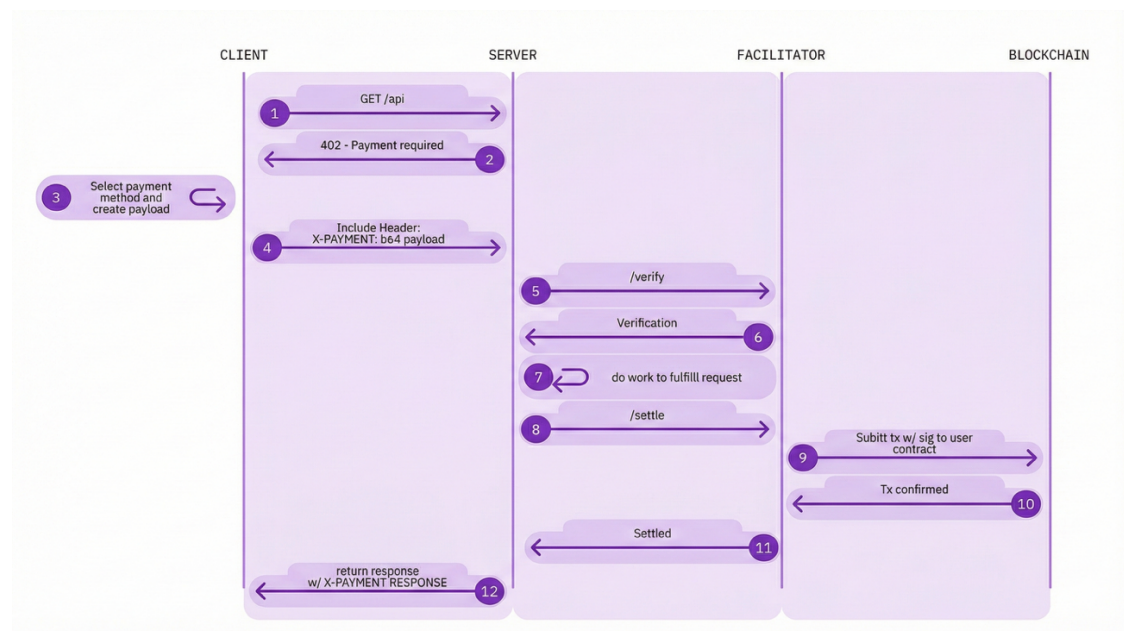 CLIENT SERVER FACILITATOR BLOCKCHAIN
GET /api
1
402 - Payment required
2
3
Select payment
method and
create payload
Include Header:
X-PAYMENT: b64 payload
4
/verify
5
Verification
6
7 do work to fulfilll request
/settle
8
Subitt tx w/ sig to user
contract
9
Tx confirmed
10
Settled
11
return response
w/ X-PAYMENT RESPONSE
12